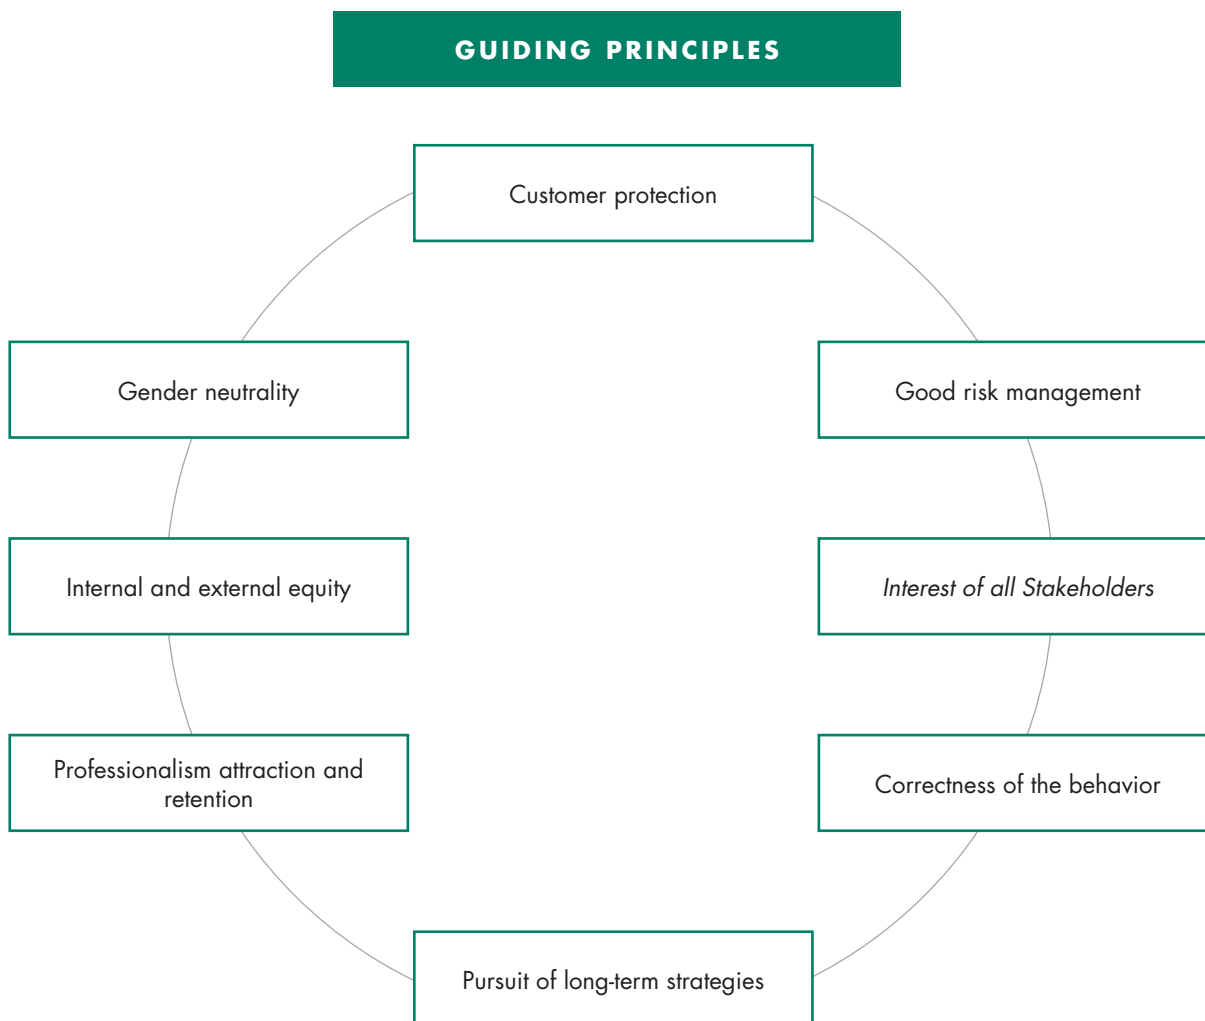 GUIDING PRINCIPLES
Customer protection
Gender neutrality
Good risk management
Internal and external equity
Interest of all Stakeholders
Professionalism attraction and
retention
Correctness of the behavior
Pursuit of long-term strategies